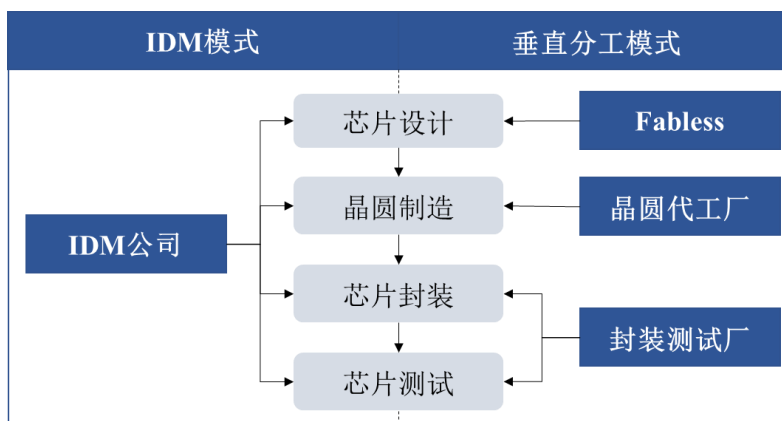 IDM模式
垂直分工模式
芯片设计
Fabless
晶圆制造
晶圆代工厂
IDM公司
芯片封装
封装测试厂
芯片测试